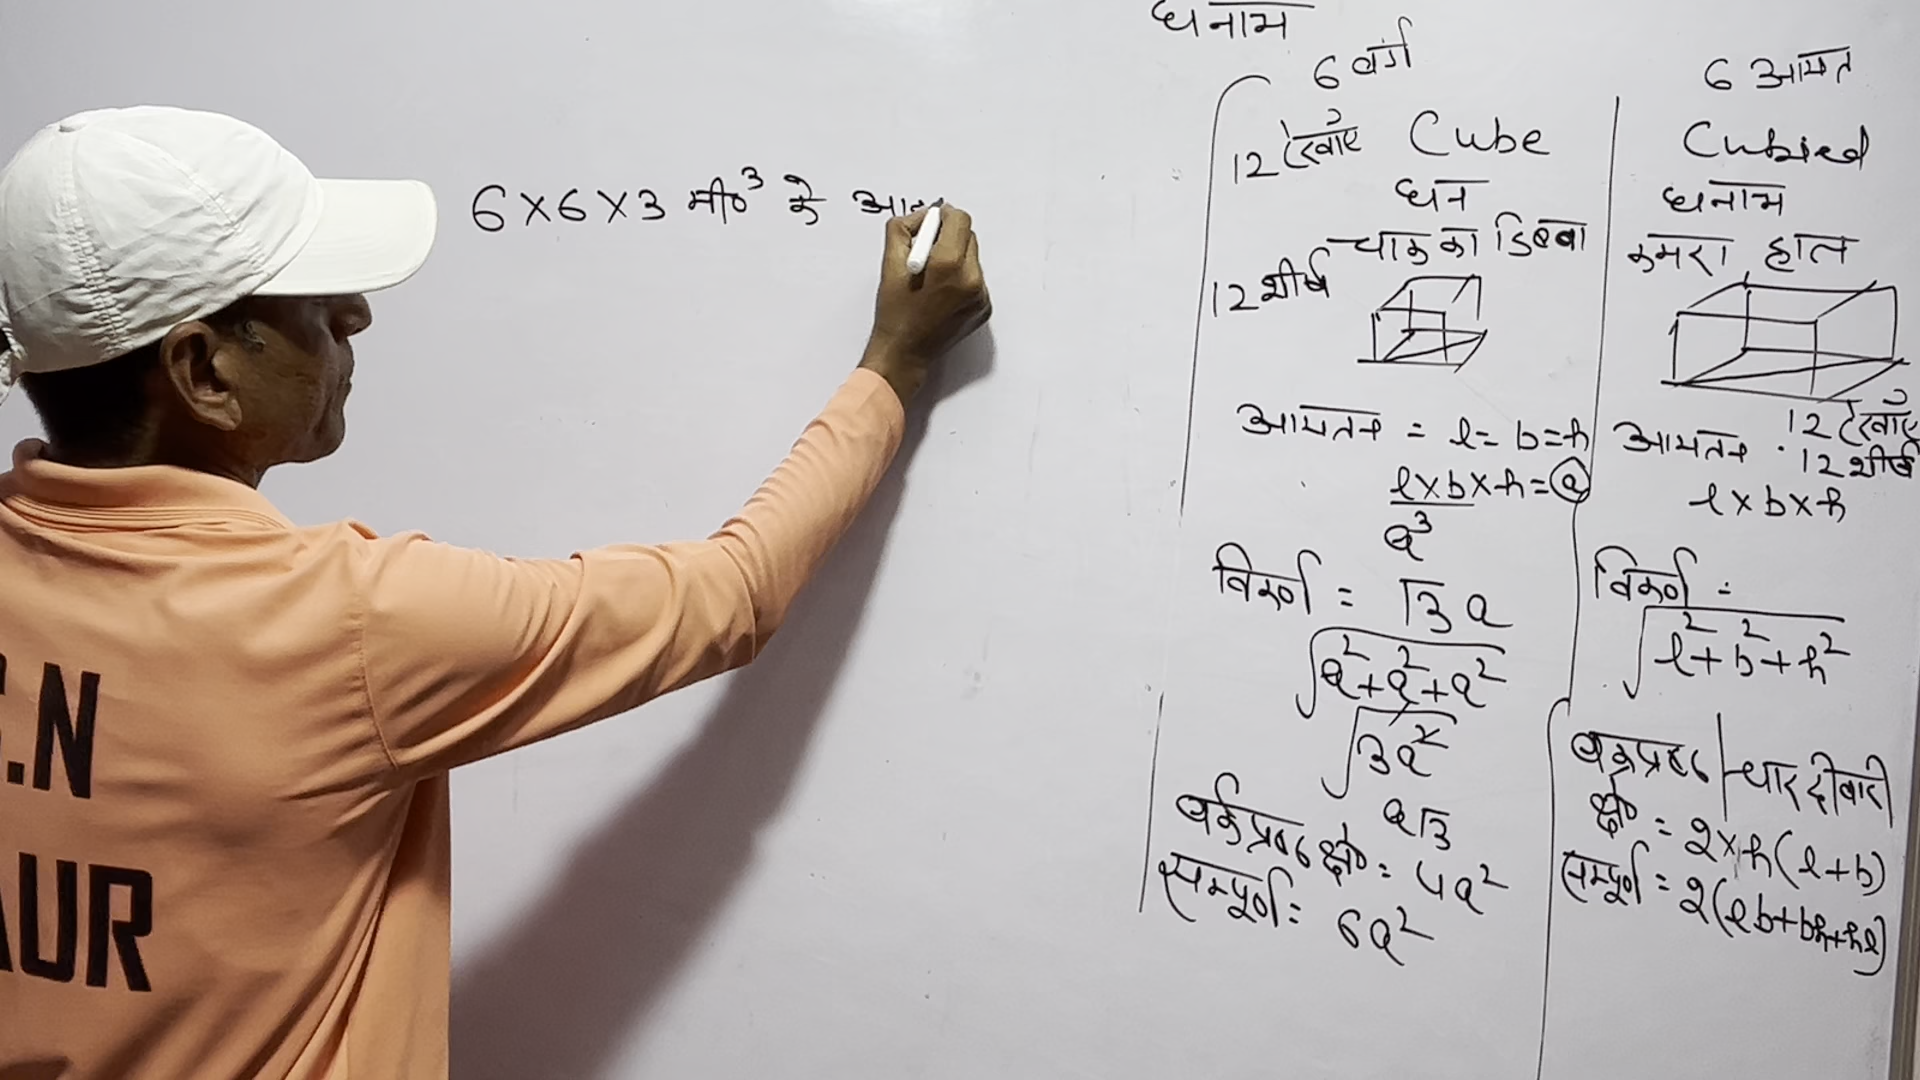 घनाभ
6 वर्ग
12 रेखाएं Cube
घन
चाक का डिब्बा
12 शीर्ष
आयतन = l = b = h
l×b×h = a
a³
विकर्ण = √3 a
√a²+a²+a²
√3a²
a√3
वक्रपृष्ठ क्षे० = 4a²
सम्पूर्ण = 6a²
6 आयत
Cubied
घनाभ
कमरा हाल
12 रेखाएं
आयतन
12 शीर्ष
l×b×h
विकर्ण =
√l²+b²+h²
वक्रपृष्ठ | चार दीवारी
क्षे० = 2×h(l+b)
सम्पूर्ण = 2(lb+bh+hl)
6×6×3 मी०³ के
.N
AUR